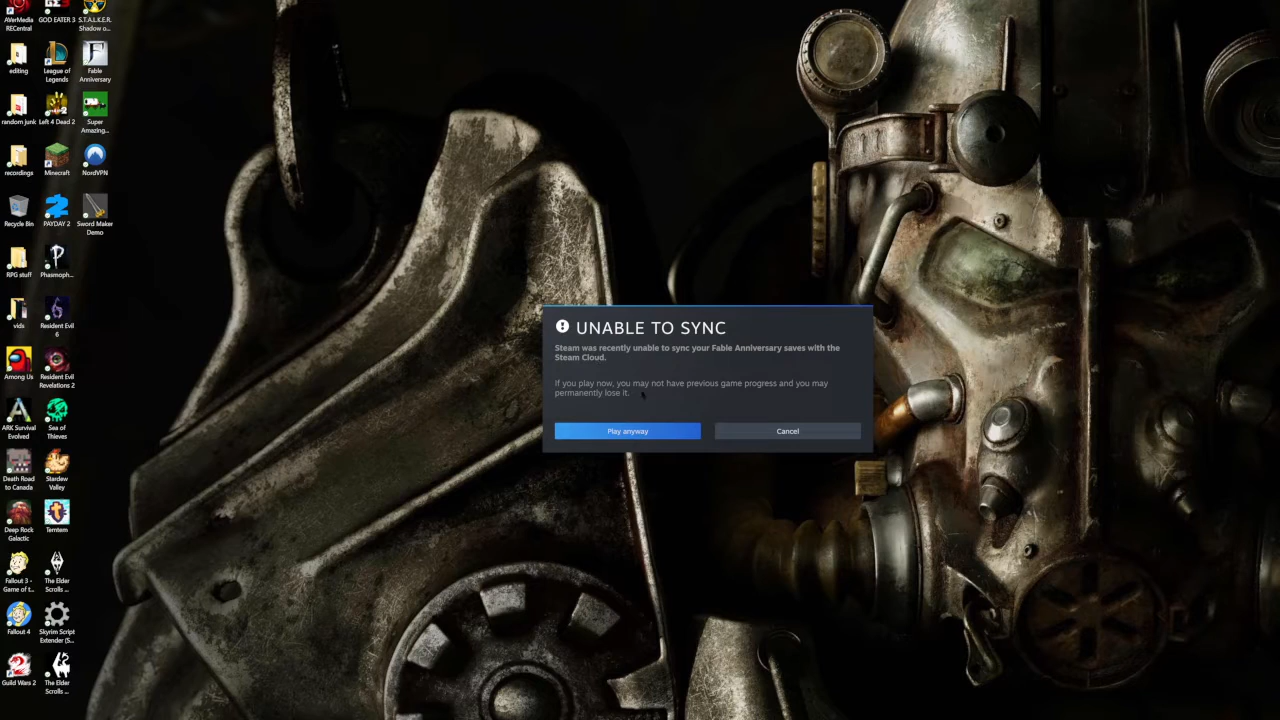 AVerMedia
RECentral
GOD EATER 3
S.T.A.L.K.E.R.
Shadow o...
editing
League of
Legends
Fable
Anniversary
random junk
Left 4 Dead 2
Super
Amazing...
recordings
Minecraft
NordVPN
Recycle Bin
PAYDAY 2
Sword Maker
Demo
RPG stuff
Phasmoph...
vids
Resident Evil
6
Among Us
Resident Evil
Revelations 2
ARK Survival
Evolved
Sea of
Thieves
Death Road
to Canada
Stardew
Valley
Deep Rock
Galactic
Temtem
Fallout 3 -
Game of t...
The Elder
Scrolls ...
Fallout 4
Skyrim Script
Extender (S...
Guild Wars 2
The Elder
Scrolls ...
UNABLE TO SYNC
Steam was recently unable to sync your Fable Anniversary saves with the
Steam Cloud.
If you play now, you may not have previous game progress and you may
permanently lose it.
Play anyway
Cancel